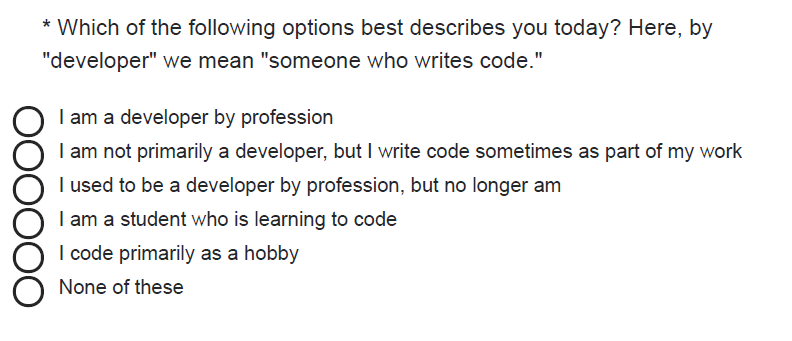 * Which of the following options best describes you today? Here, by
"developer" we mean "someone who writes code."
I am a developer by profession
I am not primarily a developer, but I write code sometimes as part of my work
I used to be a developer by profession, but no longer am
I am a student who is learning to code
I code primarily as a hobby
None of these